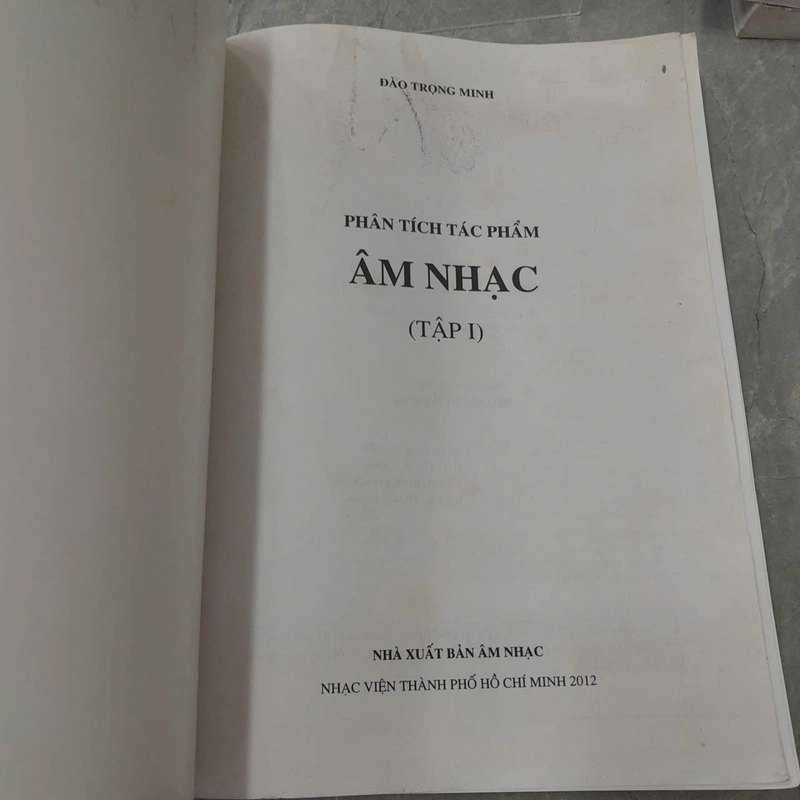 ĐÀO TRỌNG MINH
PHÂN TÍCH TÁC PHẨM
ÂM NHẠC
(TẬP I)
NHÀ XUẤT BẢN ÂM NHẠC
NHẠC VIỆN THÀNH PHỐ HỒ CHÍ MINH 2012